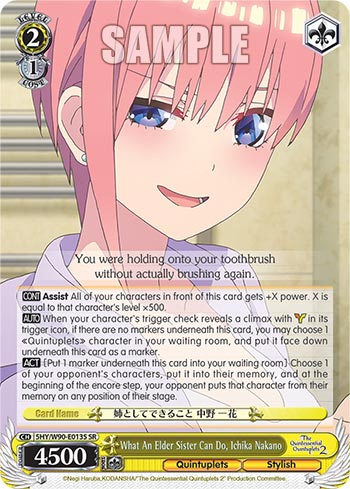 LEVEL
2
1
COST
SAMPLE
You were holding onto your toothbrush
without actually brushing again.
CONT Assist All of your characters in front of this card gets +X power. X is
equal to that character's level ×500.
AUTO When your character's trigger check reveals a climax with in its
trigger icon, if there are no markers underneath this card, you may choose 1
«Quintuplets» character in your waiting room, and put it face down
underneath this card as a marker.
ACT [Put 1 marker underneath this card into your waiting room] Choose 1
of your opponent's characters, put it into their memory, and at the
beginning of the encore step, your opponent puts that character from their
memory on any position of their stage.
Card Name 姉としてできること 中野 一花
CH 5HY/W90-E013S SR
What An Elder Sister Can Do, Ichika Nakano
The Quintessential Quintuplets 2
4500
Quintuplets
Stylish
©Negi Haruba,KODANSHA/"The Quintessential Quintuplets 2" Production Committee.